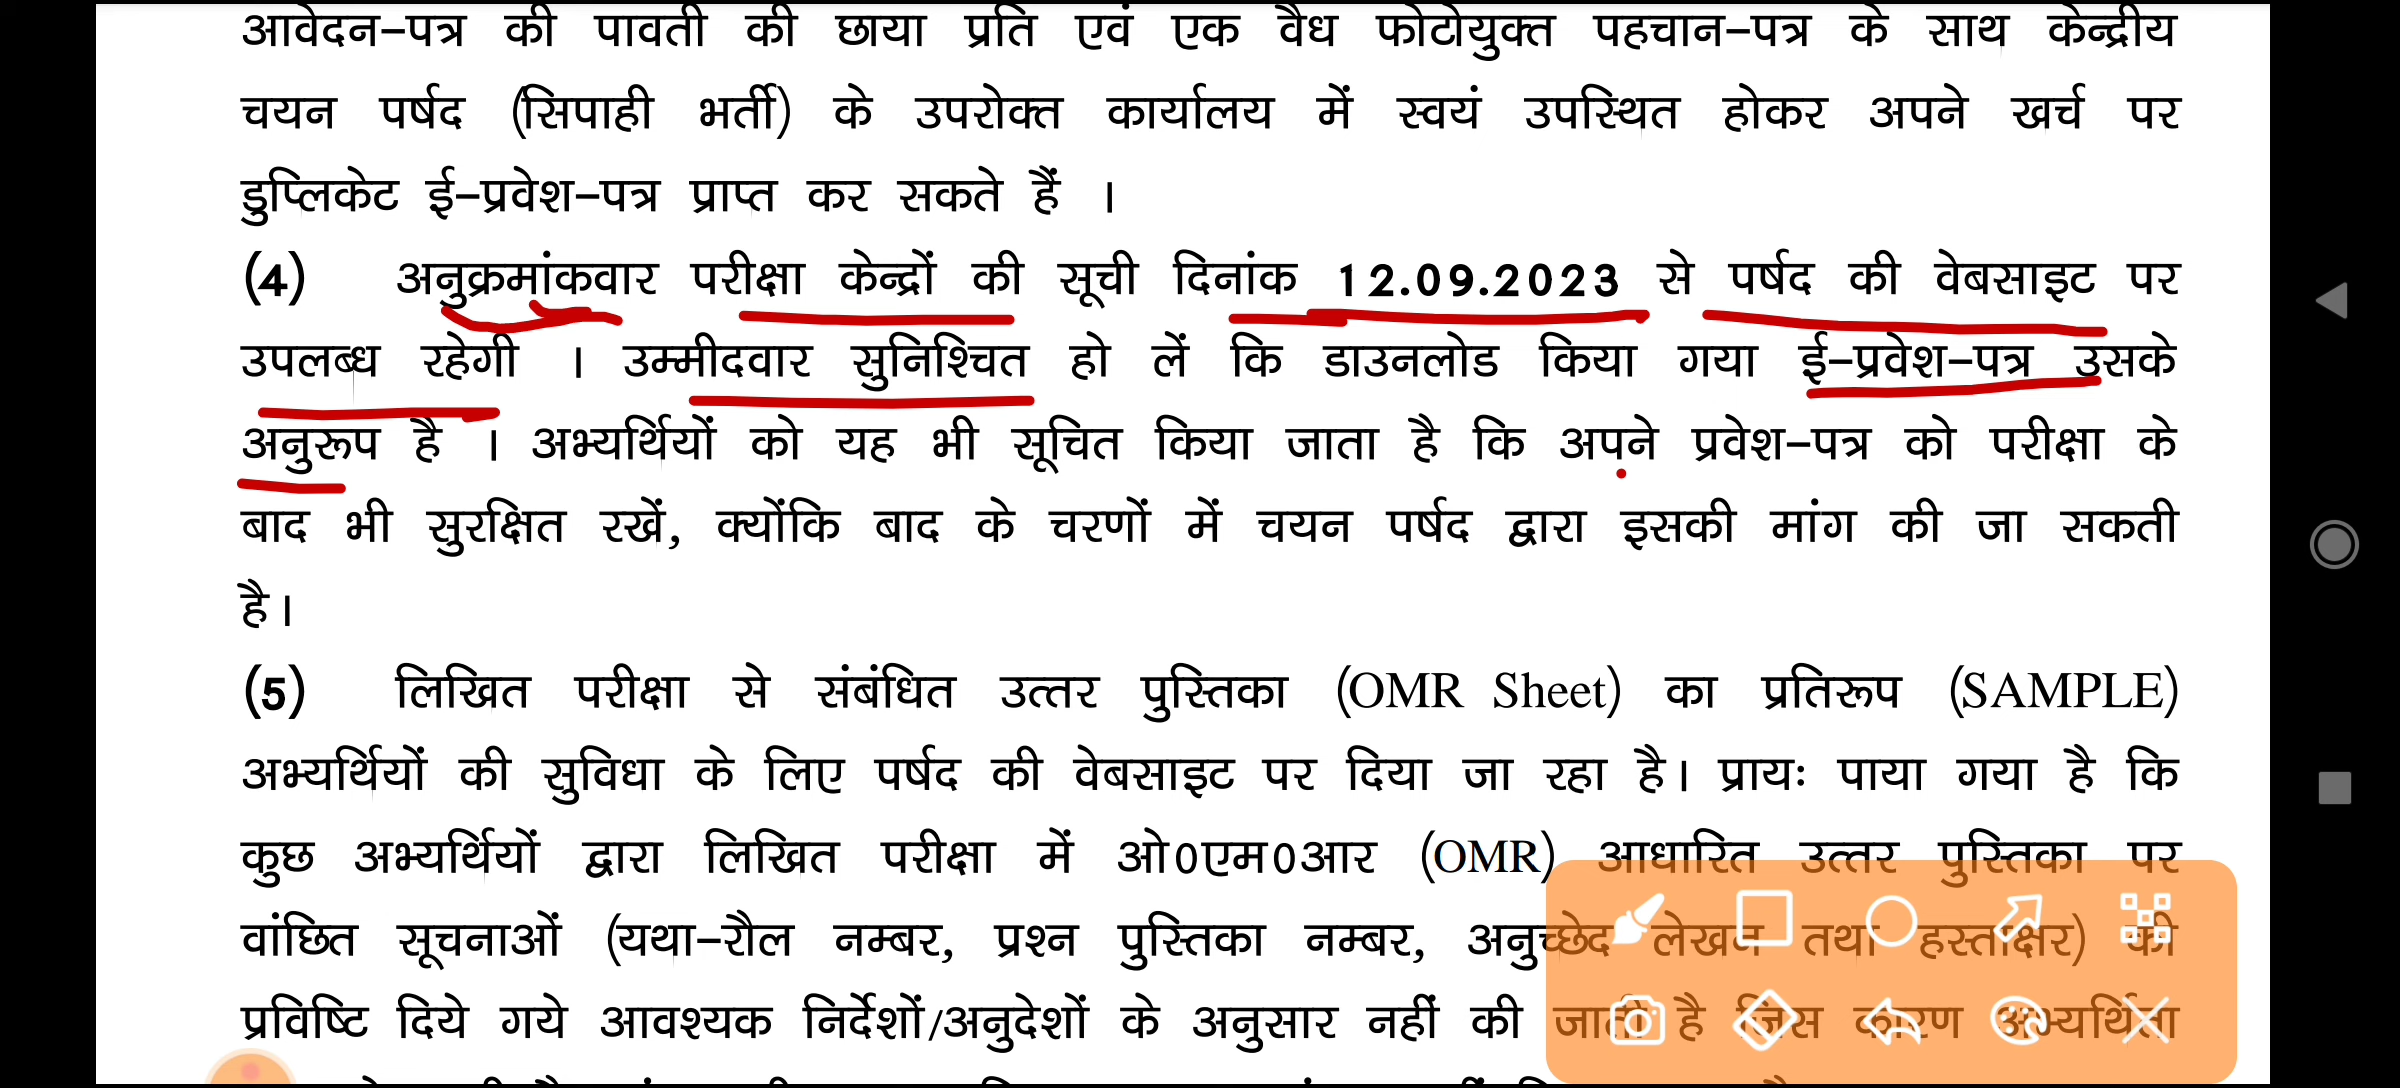 आवेदन–पत्र की पावती की छाया प्रति एवं एक वैध फोटोयुक्त पहचान–पत्र के साथ केन्द्रीय
चयन पर्षद (सिपाही भर्ती) के उपरोक्त कार्यालय में स्वयं उपस्थित होकर अपने खर्च पर
डुप्लिकेट ई–प्रवेश–पत्र प्राप्त कर सकते हैं ।
(4) अनुक्रमांकवार परीक्षा केन्द्रों की सूची दिनांक 12.09.2023 से पर्षद की वेबसाइट पर
उपलब्ध रहेगी । उम्मीदवार सुनिश्चित हो लें कि डाउनलोड किया गया ई–प्रवेश–पत्र उसके
अनुरूप है । अभ्यर्थियों को यह भी सूचित किया जाता है कि अपने प्रवेश–पत्र को परीक्षा के
बाद भी सुरक्षित रखें, क्योंकि बाद के चरणों में चयन पर्षद द्वारा इसकी मांग की जा सकती
है।
(5) लिखित परीक्षा से संबंधित उत्तर पुस्तिका (OMR Sheet) का प्रतिरूप (SAMPLE)
अभ्यर्थियों की सुविधा के लिए पर्षद की वेबसाइट पर दिया जा रहा है। प्रायः पाया गया है कि
कुछ अभ्यर्थियों द्वारा लिखित परीक्षा में ओ0एम0आर (OMR) आधारित उत्तर पुस्तिका पर
वांछित सूचनाओं (यथा–रौल नम्बर, प्रश्न पुस्तिका नम्बर, अनुच्छेद लेखन तथा हस्ताक्षर) की
प्रविष्टि दिये गये आवश्यक निर्देशों/अनुदेशों के अनुसार नहीं की जाती है जिस कारण अभ्यर्थिता